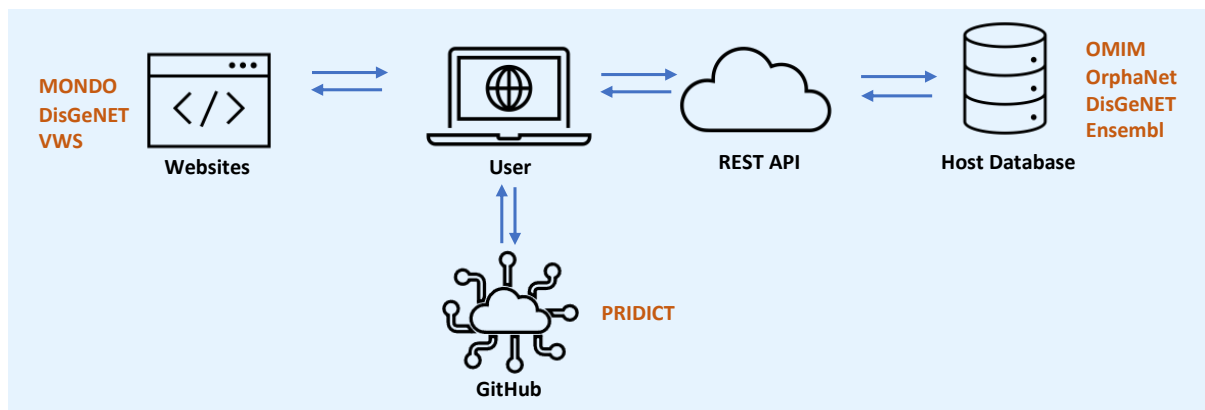 MONDO
DisGeNET
VWS
</>
Websites
User
REST API
OMIM
OrphaNet
DisGeNET
Ensembl
Host Database
PRIDICT
GitHub